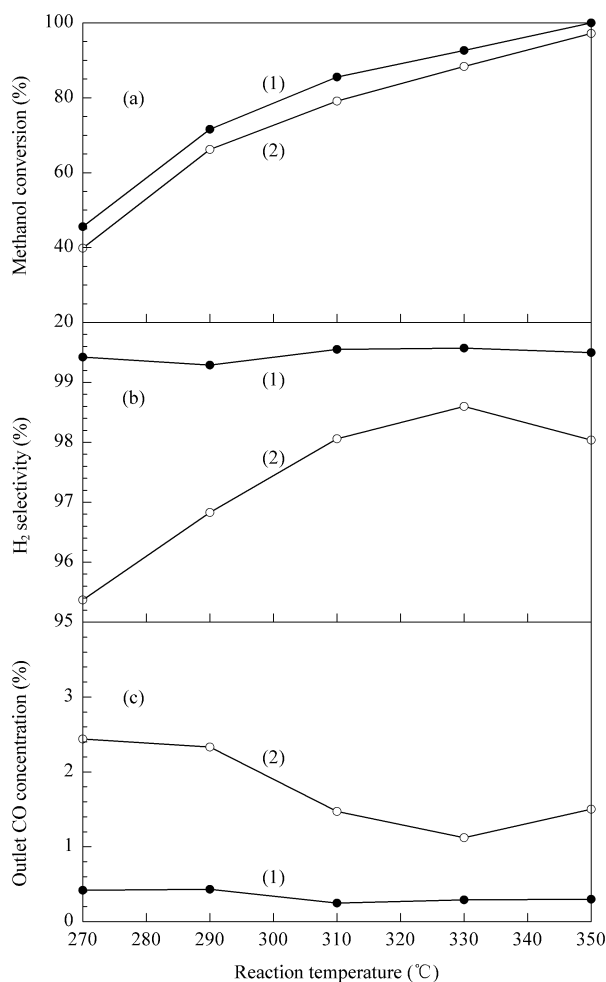 100
80
60
40
20
Methanol conversion (%)
(a)
(1)
(2)
99
98
97
96
95
H₂ selectivity (%)
(b)
(1)
(2)
3
2
1
0
Outlet CO concentration (%)
(c)
(2)
(1)
270 280 290 300 310 320 330 340 350
Reaction temperature (℃)